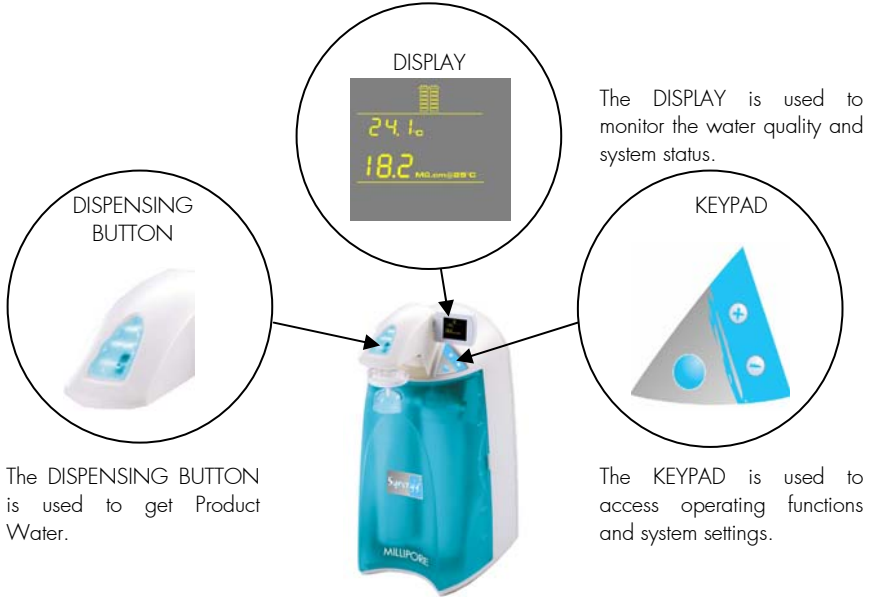 DISPLAY
24.1°C
18.2 MΩ.cm@25°C
The DISPLAY is used to
monitor the water quality and
system status.
DISPENSING
BUTTON
KEYPAD
+
-
The DISPENSING BUTTON
is used to get Product
Water.
The KEYPAD is used to
access operating functions
and system settings.
MILLIPORE